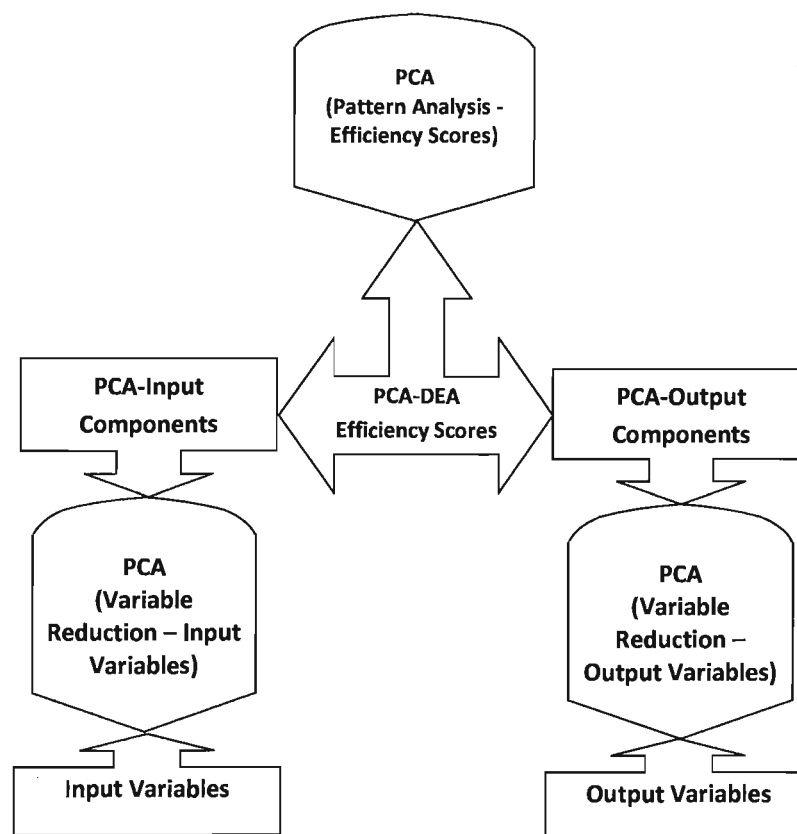 PCA
(Pattern Analysis -
Efficiency Scores)
PCA-Input
Components
PCA-DEA
Efficiency Scores
PCA-Output
Components
PCA
(Variable
Reduction – Input
Variables)
PCA
(Variable
Reduction –
Output Variables)
Input Variables
Output Variables